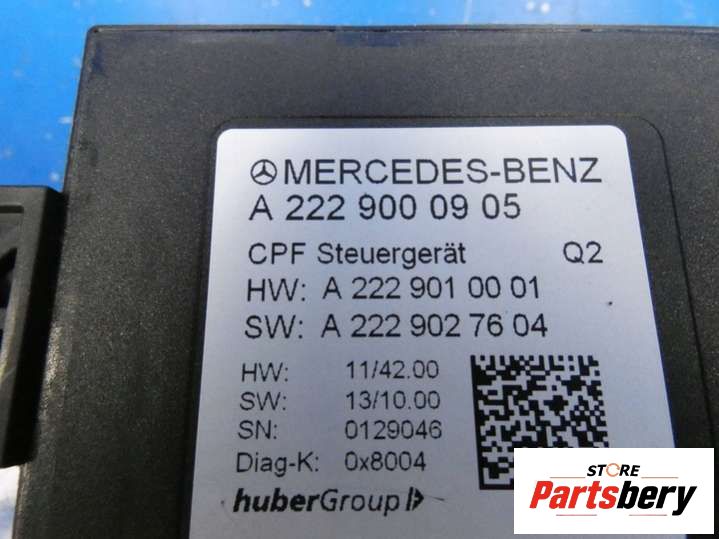 MERCEDES-BENZ
A 222 900 09 05
CPF Steuergerät Q2
HW: A 222 901 00 01
SW: A 222 902 76 04
HW: 11/42.00
SW: 13/10.00
SN: 0129046
Diag-K: 0x8004
huberGroup
STORE
Partsbery